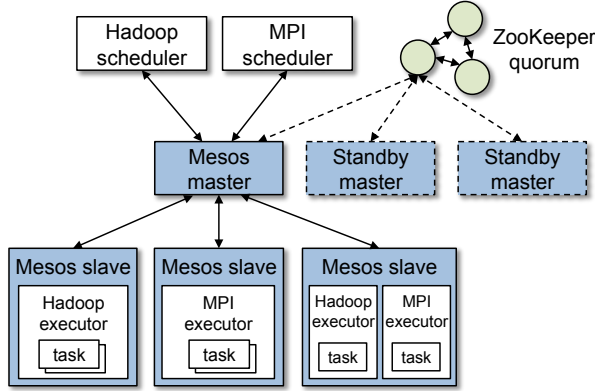 Hadoop
scheduler
MPI
scheduler
ZooKeeper
quorum
Mesos
master
Standby
master
Standby
master
Mesos slave
Hadoop
executor
task
Mesos slave
MPI
executor
task
Mesos slave
Hadoop
executor
task
MPI
executor
task